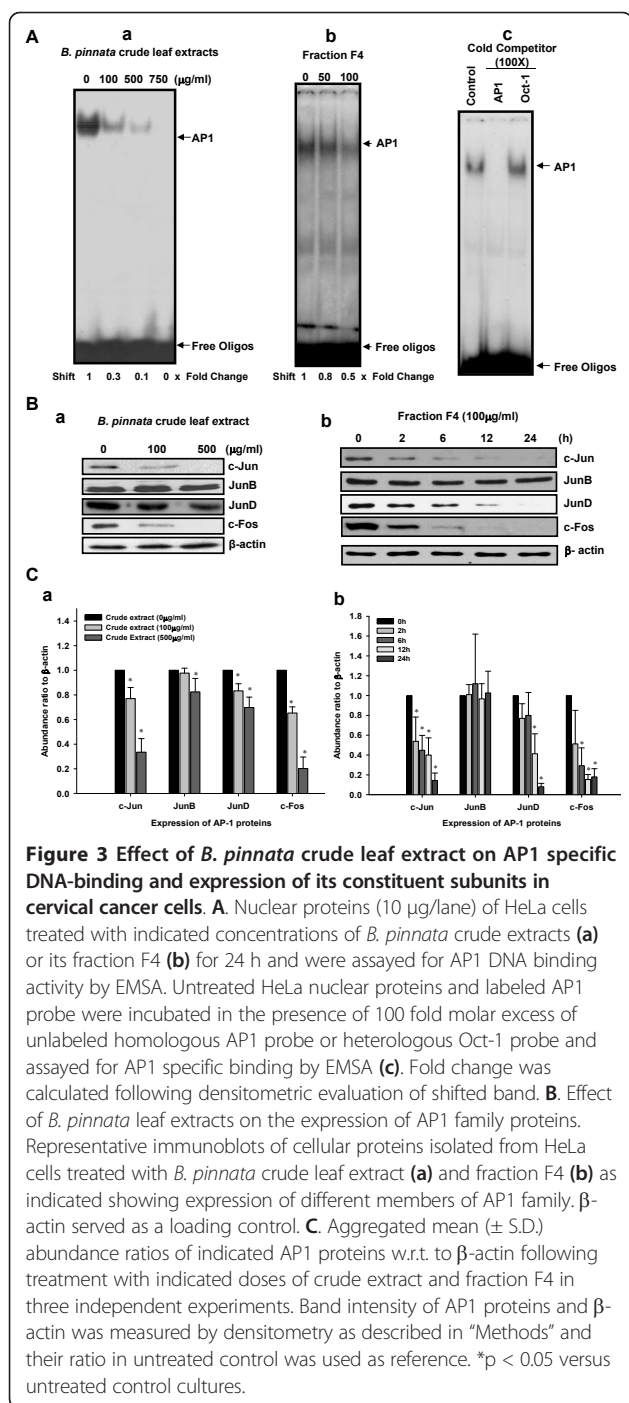 A
a
B. pinnata crude leaf extracts
0 100 500 750 (µg/ml)
AP1
Free Oligos
Shift 1 0.3 0.1 0 x Fold Change
b
Fraction F4
0 50 100
AP1
Free oligos
Shift 1 0.8 0.5 x Fold Change
c
Cold Competitor
(100X)
Control AP1 Oct-1
AP1
Free Oligos
B
a
B. pinnata crude leaf extract
0 100 500 (µg/ml)
c-Jun
JunB
JunD
c-Fos
β-actin
b
Fraction F4 (100µg/ml)
0 2 6 12 24 (h)
c-Jun
JunB
JunD
c-Fos
β- actin
C
a
Crude extract (0µg/ml)
Crude extract (100µg/ml)
Crude Extract (500µg/ml)
Abundance ratio to β-actin
1.4
1.2
1.0
0.8
0.6
0.4
0.2
0.0
* * * * * * *
c-Jun JunB JunD c-Fos
Expression of AP-1 proteins
b
0h
2h
6h
12h
24h
Abundance ratio to β-actin
1.8
1.6
1.4
1.2
1.0
0.8
0.6
0.4
0.2
0.0
* * * * * * * * *
c-Jun JunB JunD c-Fos
Expression of AP-1 proteins
Figure 3 Effect of B. pinnata crude leaf extract on AP1 specific
DNA-binding and expression of its constituent subunits in
cervical cancer cells. A. Nuclear proteins (10 µg/lane) of HeLa cells
treated with indicated concentrations of B. pinnata crude extracts (a)
or its fraction F4 (b) for 24 h and were assayed for AP1 DNA binding
activity by EMSA. Untreated HeLa nuclear proteins and labeled AP1
probe were incubated in the presence of 100 fold molar excess of
unlabeled homologous AP1 probe or heterologous Oct-1 probe and
assayed for AP1 specific binding by EMSA (c). Fold change was
calculated following densitometric evaluation of shifted band. B. Effect
of B. pinnata leaf extracts on the expression of AP1 family proteins.
Representative immunoblots of cellular proteins isolated from HeLa
cells treated with B. pinnata crude leaf extract (a) and fraction F4 (b) as
indicated showing expression of different members of AP1 family. β-
actin served as a loading control. C. Aggregated mean (± S.D.)
abundance ratios of indicated AP1 proteins w.r.t. to β-actin following
treatment with indicated doses of crude extract and fraction F4 in
three independent experiments. Band intensity of AP1 proteins and β-
actin was measured by densitometry as described in “Methods” and
their ratio in untreated control was used as reference. *p < 0.05 versus
untreated control cultures.